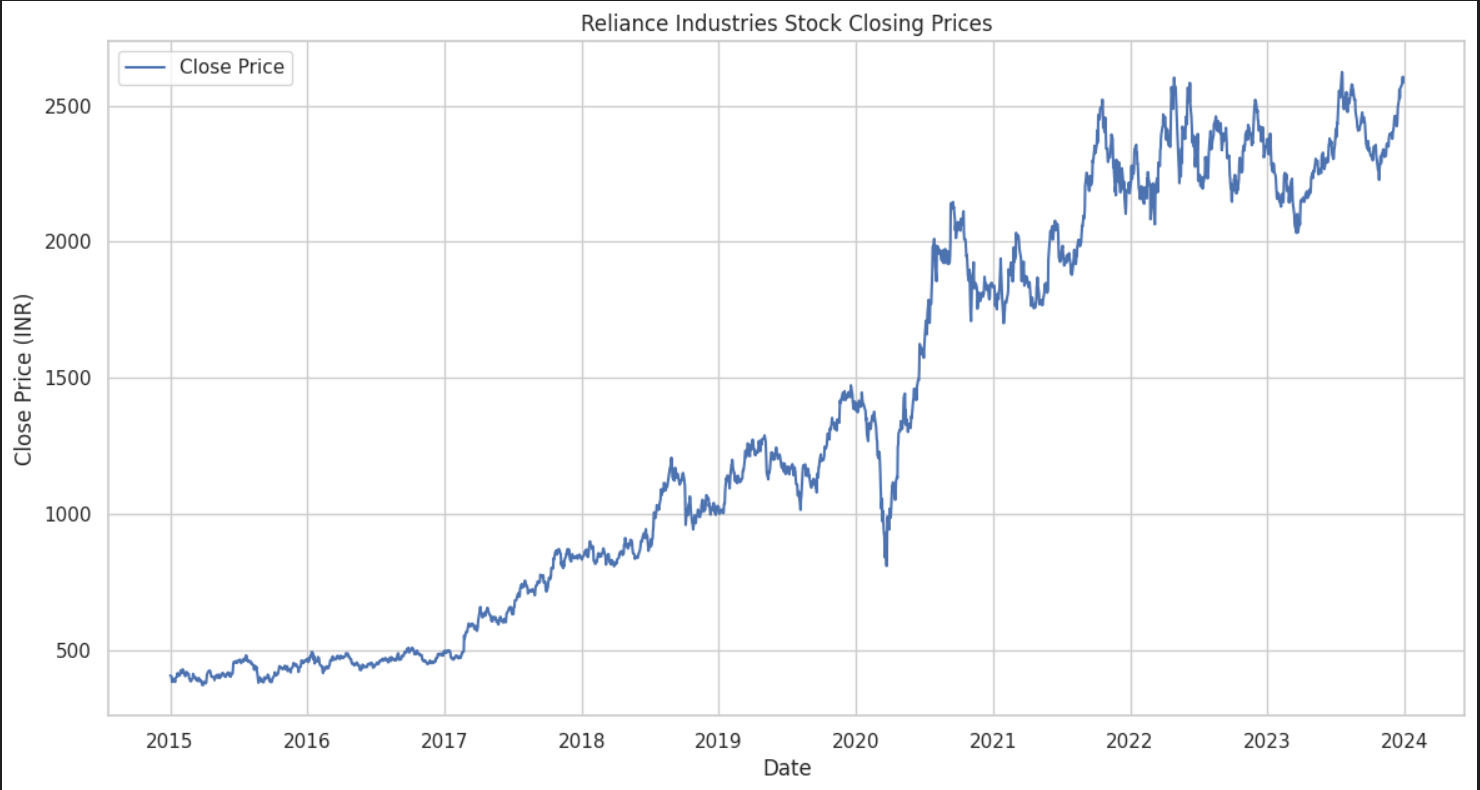 Reliance Industries Stock Closing Prices
Close Price
2500
2000
1500
1000
500
Close Price (INR)
2015 2016 2017 2018 2019 2020 2021 2022 2023 2024
Date